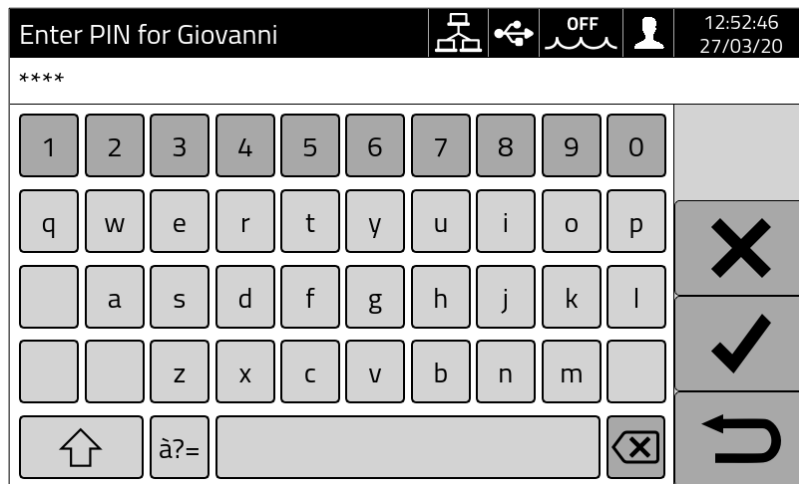 Enter PIN for Giovanni
OFF
12:52:46
27/03/20
****
1 2 3 4 5 6 7 8 9 0
q w e r t y u i o p
a s d f g h j k l
z x c v b n m
à?=